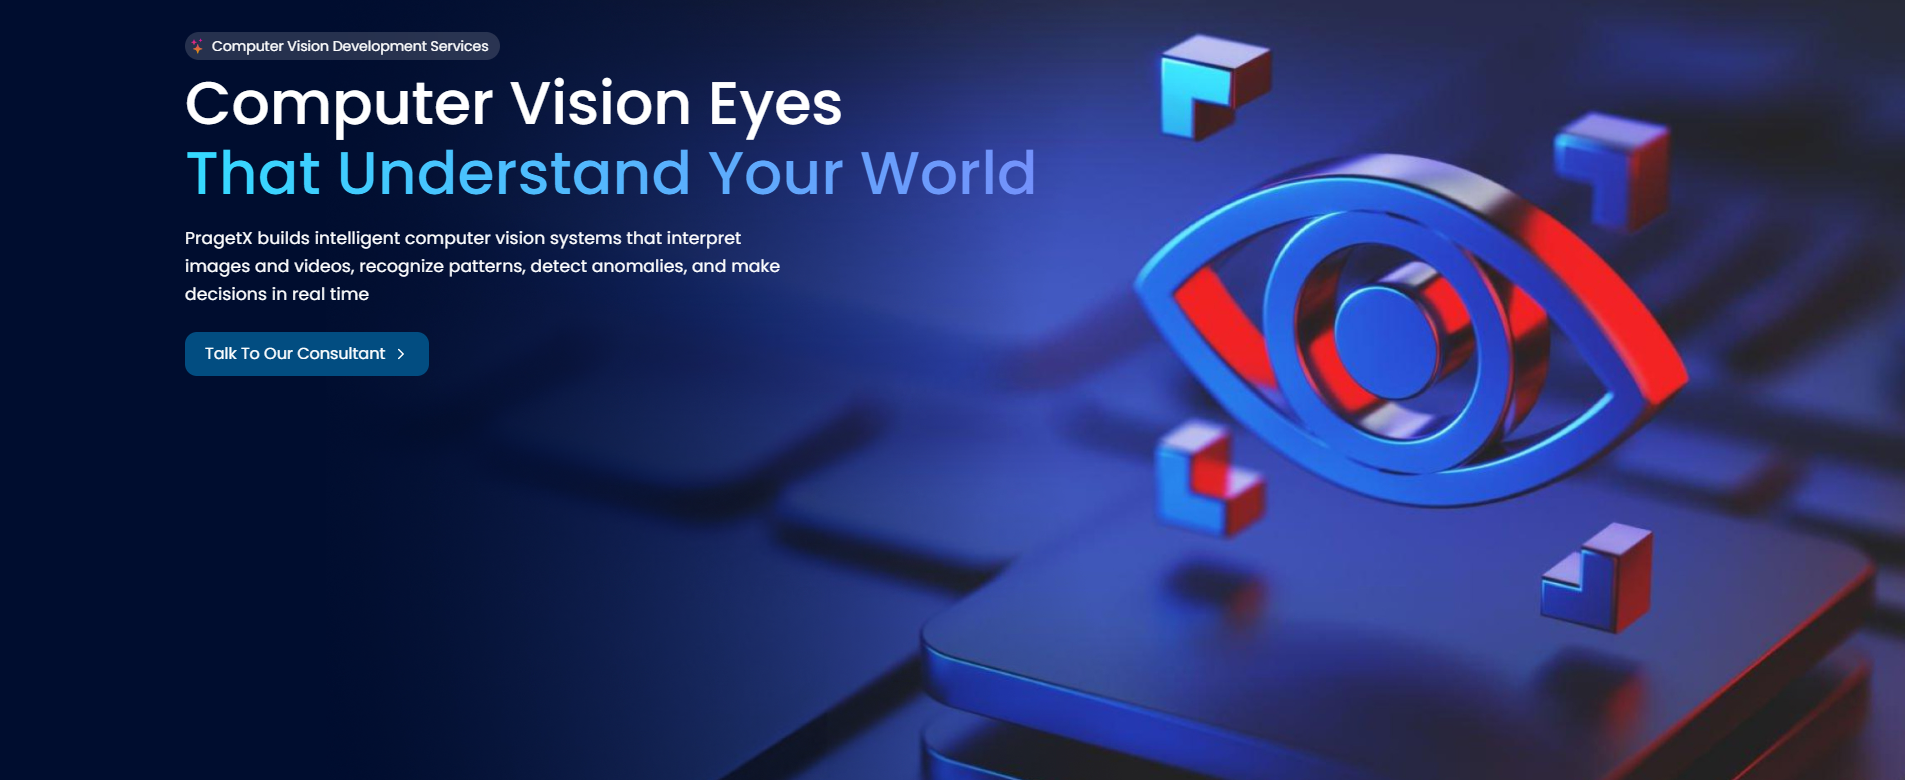 Computer Vision Development Services
Computer Vision Eyes
That Understand Your World
PragetX builds intelligent computer vision systems that interpret
images and videos, recognize patterns, detect anomalies, and make
decisions in real time
Talk To Our Consultant